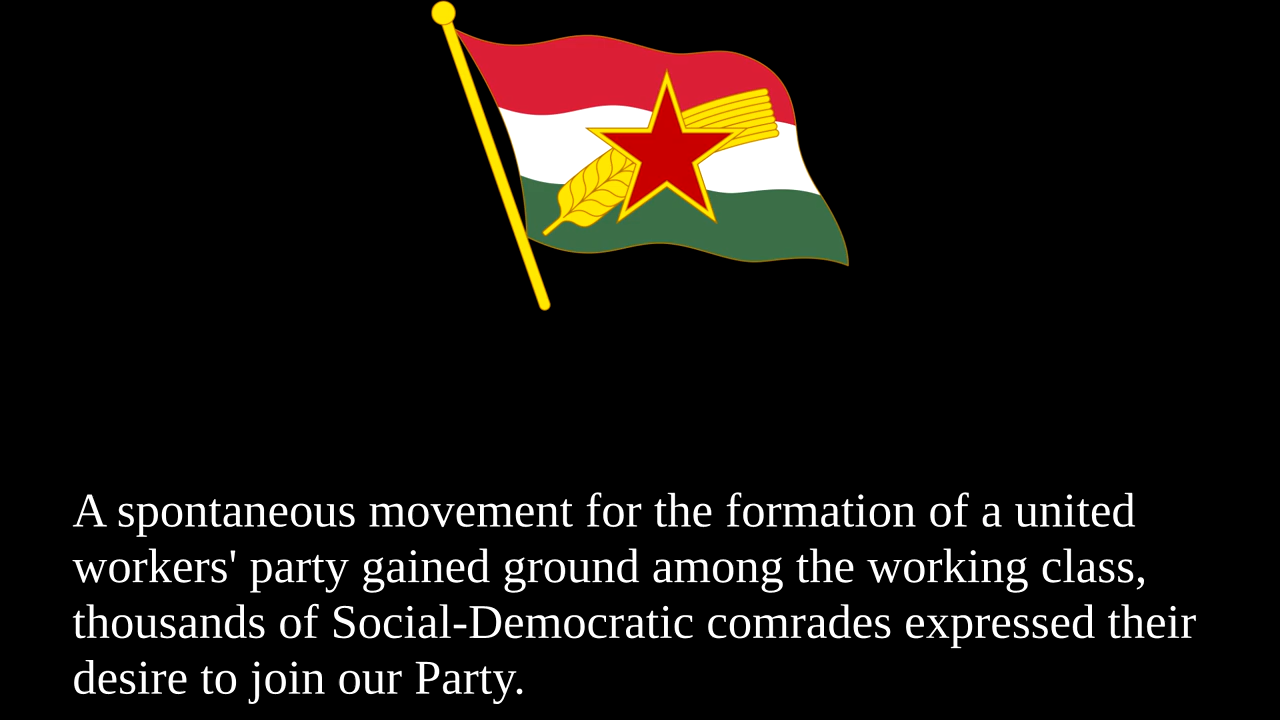 A spontaneous movement for the formation of a united
workers' party gained ground among the working class,
thousands of Social-Democratic comrades expressed their
desire to join our Party.